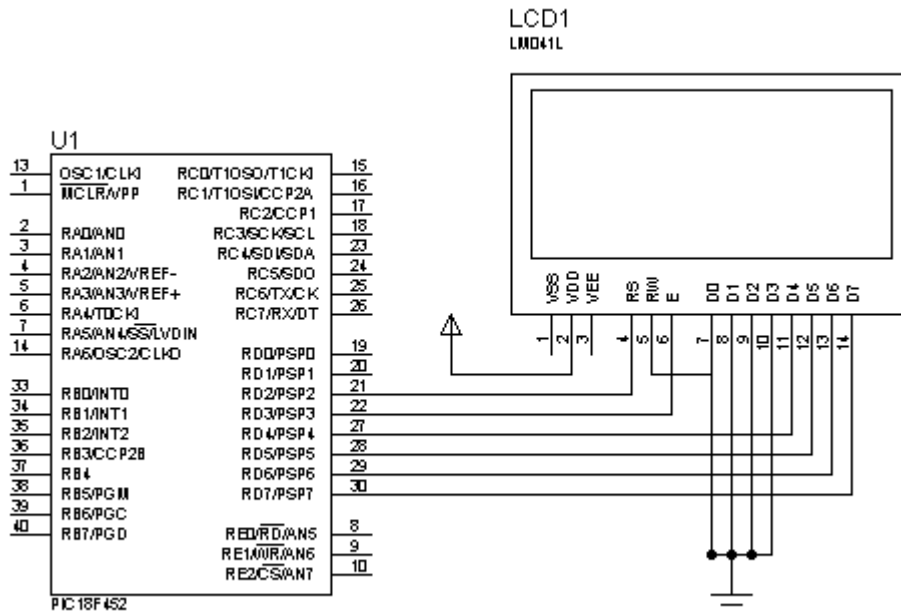 LCD1
LM041L
VSS
VDD
VEE
RS
RW
E
D0
D1
D2
D3
D4
D5
D6
D7
1
2
3
4
5
6
7
8
9
10
11
12
13
14
U1
13 OSC1/CLKI RC0/T1OSO/T1CKI 15
1 MCLR/VPP RC1/T1OSI/CCP2A 16
RC2/CCP1 17
2 RA0/AN0 RC3/SCK/SCL 18
3 RA1/AN1 RC4/SDI/SDA 23
4 RA2/AN2/VREF- RC5/SDO 24
5 RA3/AN3/VREF+ RC6/TX/CK 25
6 RA4/T0CKI RC7/RX/DT 26
7 RA5/AN4/SS/LVDIN
14 RA6/OSC2/CLKO RD0/PSP0 19
RD1/PSP1 20
33 RB0/INT0 RD2/PSP2 21
34 RB1/INT1 RD3/PSP3 22
35 RB2/INT2 RD4/PSP4 27
36 RB3/CCP2B RD5/PSP5 28
37 RB4 RD6/PSP6 29
38 RB5/PGM RD7/PSP7 30
39 RB6/PGC
40 RB7/PGD RE0/RD/AN5 8
RE1/WR/AN6 9
RE2/CS/AN7 10
PIC18F452